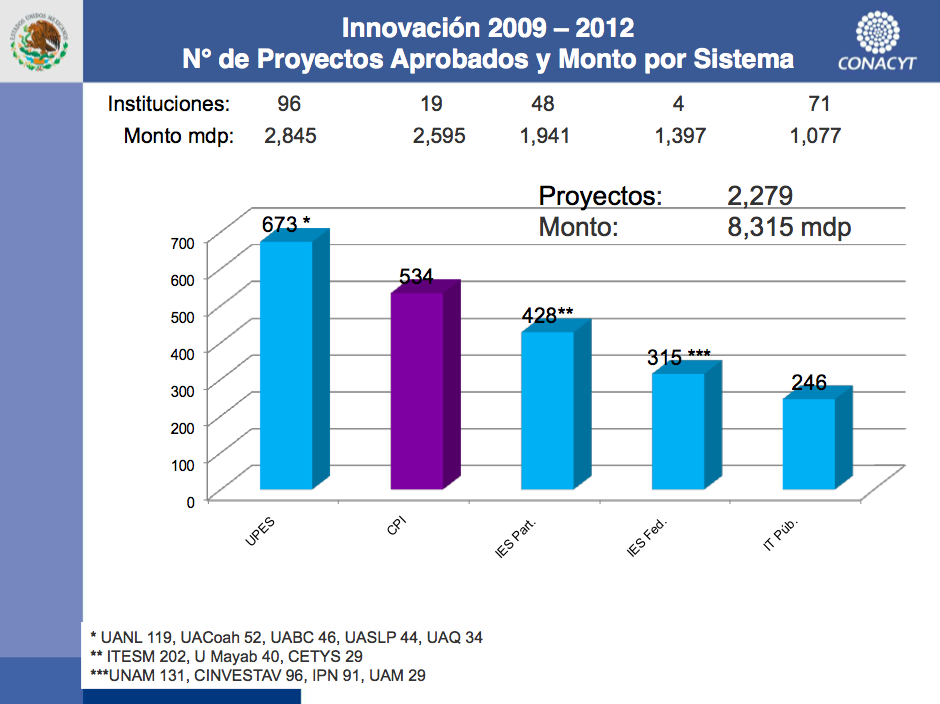 ESTADOS UNIDOS MEXICANOS
Innovación 2009 – 2012
N° de Proyectos Aprobados y Monto por Sistema
CONACYT
Instituciones: 96 19 48 4 71
Monto mdp: 2,845 2,595 1,941 1,397 1,077
Proyectos: 2,279
Monto: 8,315 mdp
673 *
534
428**
315 ***
246
700
600
500
400
300
200
100
0
UPES
CPI
IES Part.
IES Fed.
IT Púb.
* UANL 119, UACoah 52, UABC 46, UASLP 44, UAQ 34
** ITESM 202, U Mayab 40, CETYS 29
***UNAM 131, CINVESTAV 96, IPN 91, UAM 29